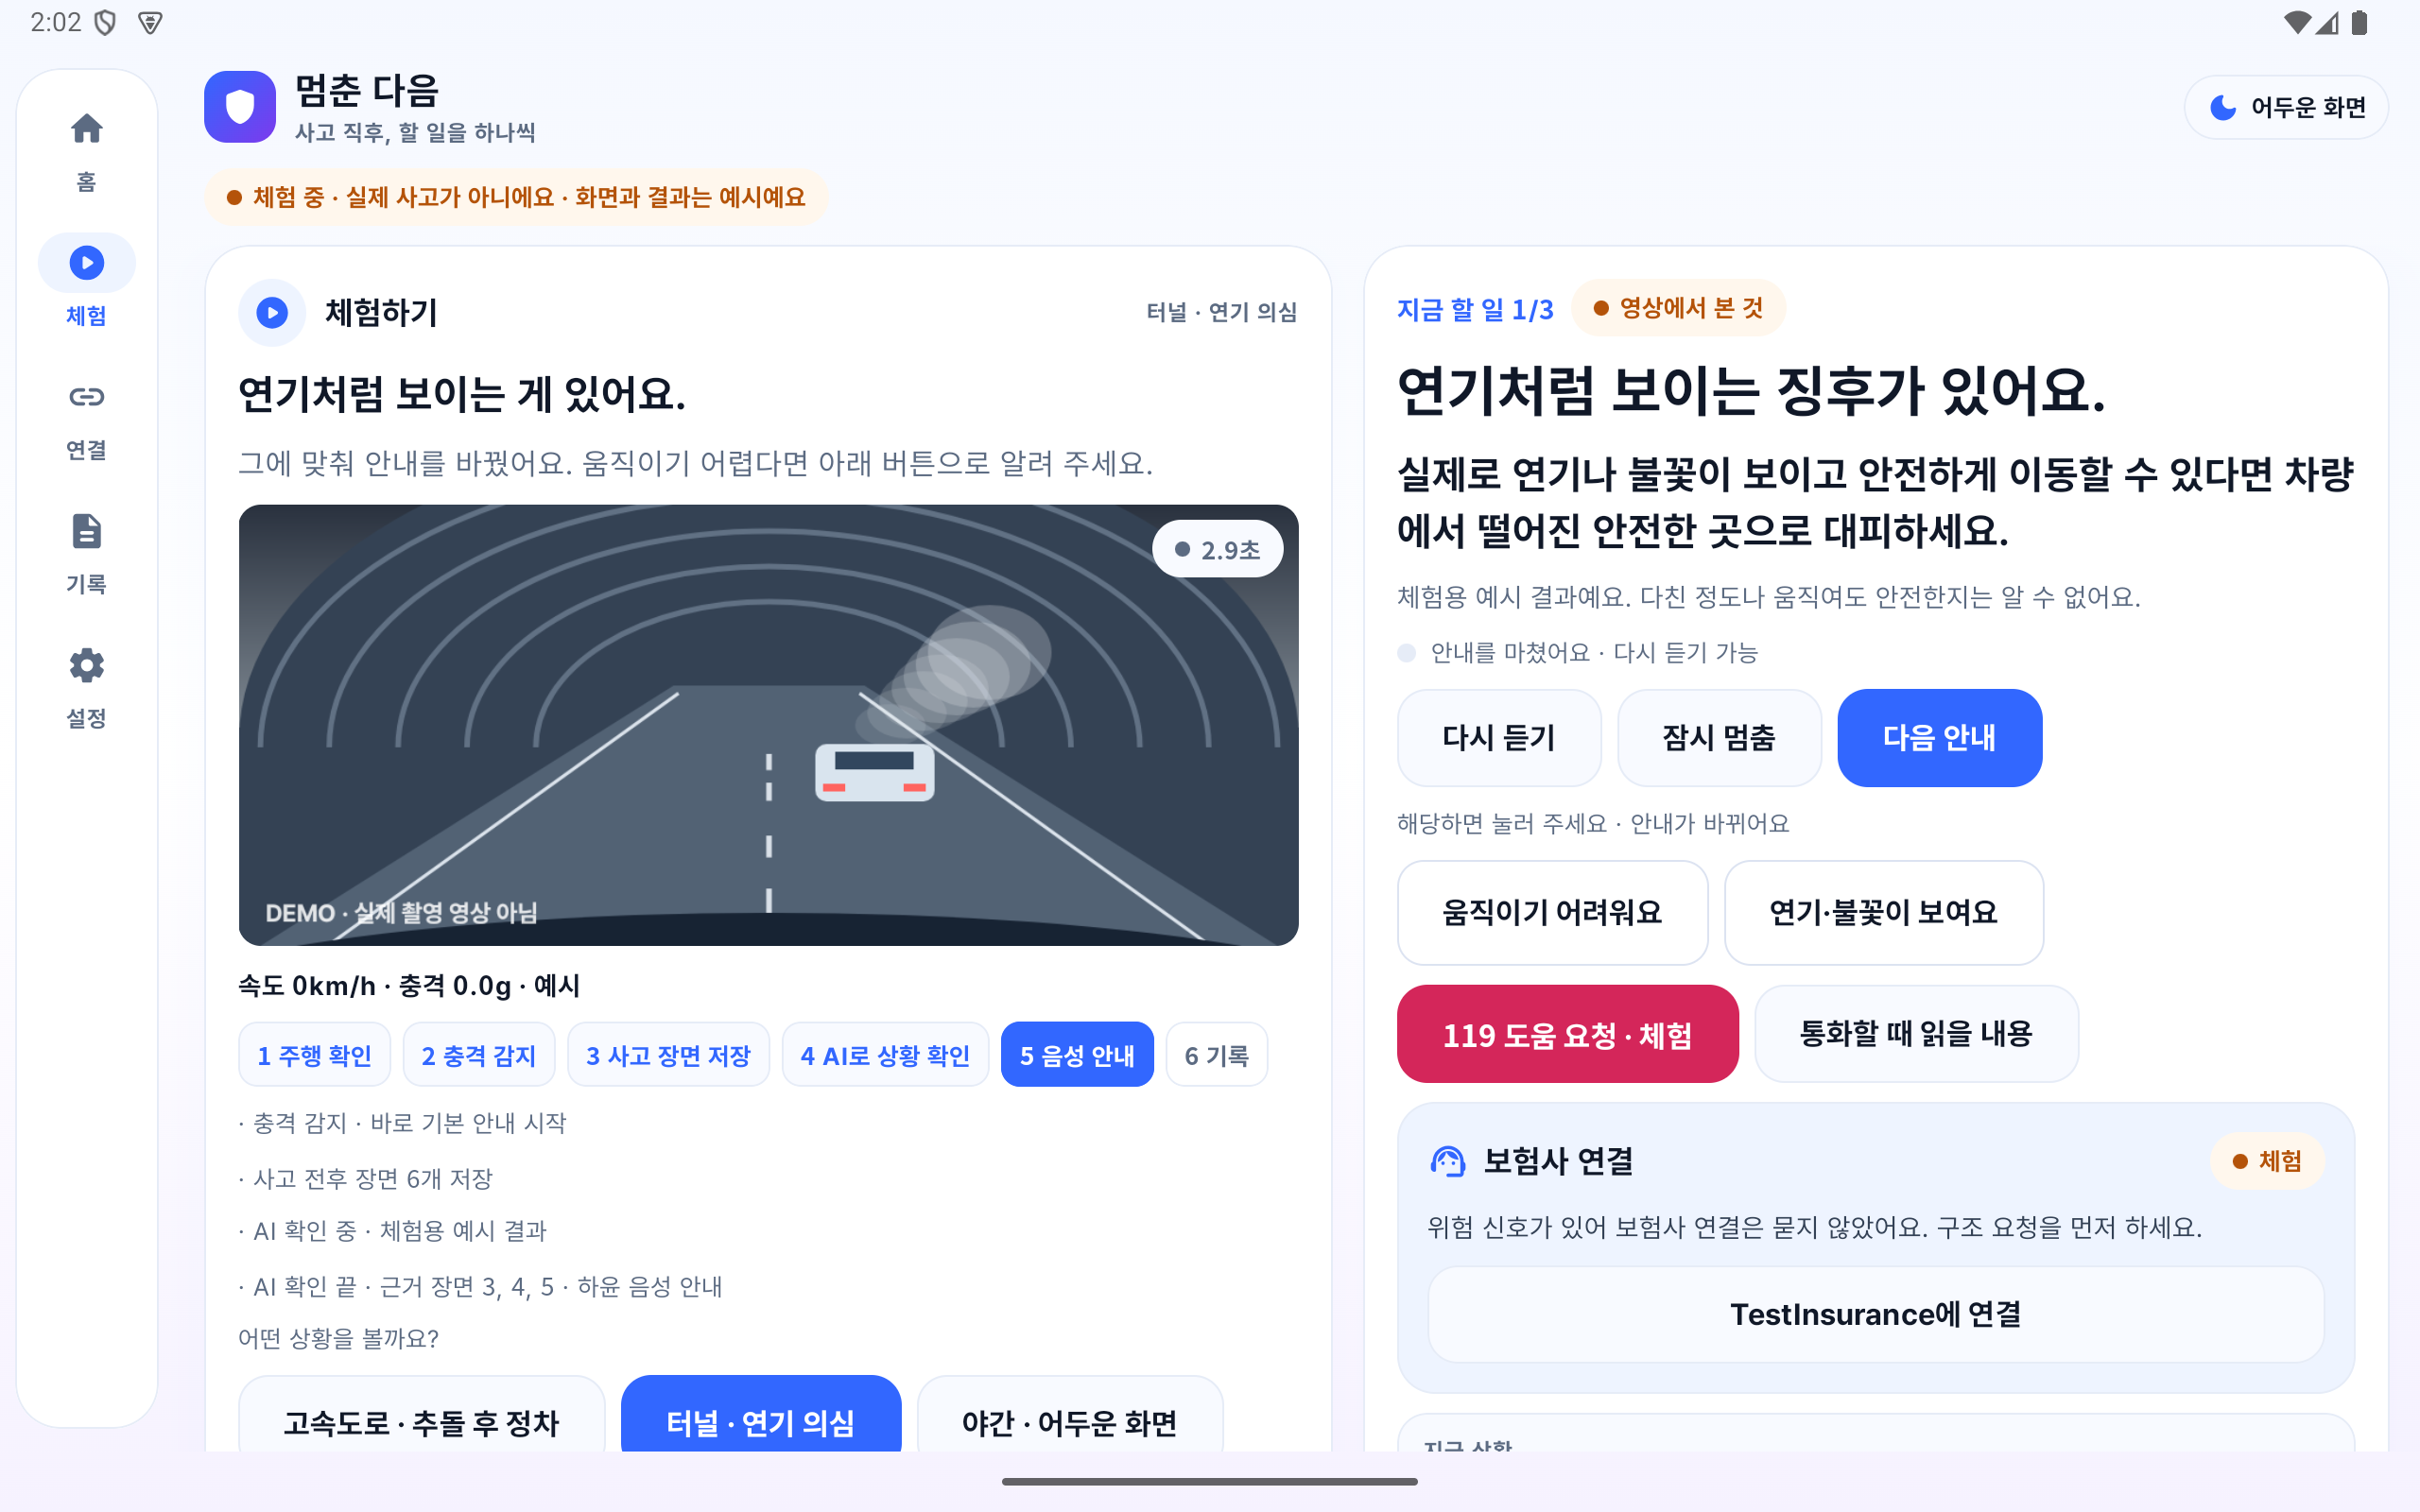 2:02
멈춘 다음
사고 직후, 할 일을 하나씩
어두운 화면
홈
체험
연결
기록
설정
체험 중 · 실제 사고가 아니에요 · 화면과 결과는 예시예요
체험하기
터널 · 연기 의심
연기처럼 보이는 게 있어요.
그에 맞춰 안내를 바꿨어요. 움직이기 어렵다면 아래 버튼으로 알려 주세요.
2.9초
DEMO · 실제 촬영 영상 아님
속도 0km/h · 충격 0.0g · 예시
1 주행 확인
2 충격 감지
3 사고 장면 저장
4 AI로 상황 확인
5 음성 안내
6 기록
· 충격 감지 · 바로 기본 안내 시작
· 사고 전후 장면 6개 저장
· AI 확인 중 · 체험용 예시 결과
· AI 확인 끝 · 근거 장면 3, 4, 5 · 하윤 음성 안내
어떤 상황을 볼까요?
고속도로 · 추돌 후 정차
터널 · 연기 의심
야간 · 어두운 화면
지금 할 일 1/3
영상에서 본 것
연기처럼 보이는 징후가 있어요.
실제로 연기나 불꽃이 보이고 안전하게 이동할 수 있다면 차량
에서 떨어진 안전한 곳으로 대피하세요.
체험용 예시 결과예요. 다친 정도나 움직여도 안전한지는 알 수 없어요.
안내를 마쳤어요 · 다시 듣기 가능
다시 듣기
잠시 멈춤
다음 안내
해당하면 눌러 주세요 · 안내가 바뀌어요
움직이기 어려워요
연기·불꽃이 보여요
119 도움 요청 · 체험
통화할 때 읽을 내용
보험사 연결
체험
위험 신호가 있어 보험사 연결은 묻지 않았어요. 구조 요청을 먼저 하세요.
TestInsurance에 연결
지금 상황